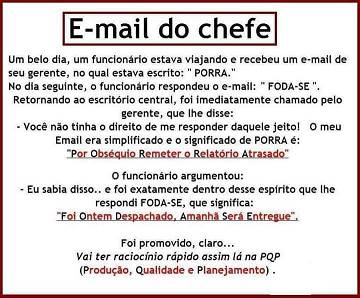 E-mail do chefe
Um belo dia, um funcionário estava viajando e recebeu um e-mail de
seu gerente, no qual estava escrito: " PORRA."
No dia seguinte, o funcionário respondeu o e-mail: " FODA-SE ".
Retornando ao escritório central, foi imediatamente chamado pelo
gerente, que lhe disse:
- Você não tinha o direito de me responder daquele jeito! O meu
Email era simplificado e o significado de PORRA é:
"Por Obséquio Remeter o Relatório Atrasado"
O funcionário argumentou:
- Eu sabia disso.. e foi exatamente dentro desse espírito que lhe
respondi FODA-SE, que significa:
"Foi Ontem Despachado, Amanhã Será Entregue".
Foi promovido, claro...
Vai ter raciocínio rápido assim lá na PQP
(Produção, Qualidade e Planejamento) .